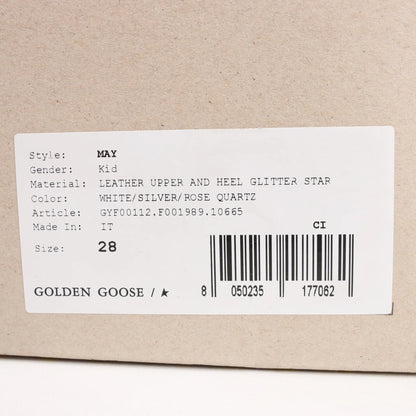 Style: MAY
Gender: Kid
Material: LEATHER UPPER AND HEEL GLITTER STAR
Color: WHITE/SILVER/ROSE QUARTZ
Article: GYF00112.F001989.10665
Made In: IT
CI
Size: 28
GOLDEN GOOSE / ★
8 050235 177062